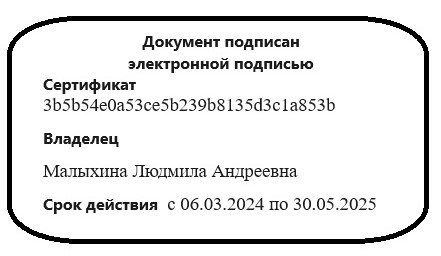 Документ подписан
электронной подписью
Сертификат
3b5b54e0a53ce5b239b8135d3c1a853b
Владелец
Малыхина Людмила Андреевна
Срок действия с 06.03.2024 по 30.05.2025